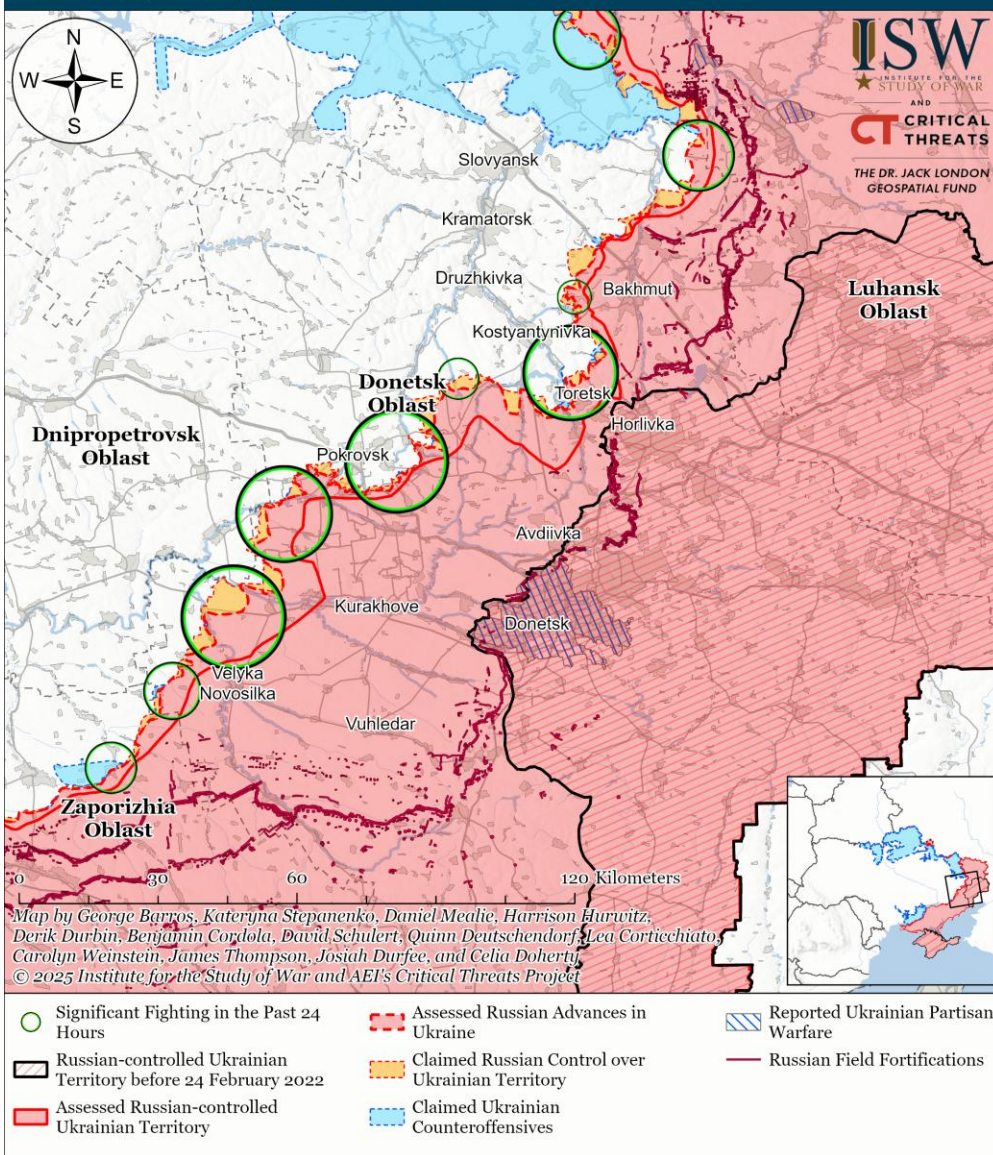 N
W
E
S
ISW
INSTITUTE FOR THE
STUDY OF WAR
AND
CT CRITICAL
THREATS
THE DR. JACK LONDON
GEOSPATIAL FUND
Slovyansk
Kramatorsk
Druzhkivka
Bakhmut
Luhansk
Oblast
Kostyantynivka
Donetsk
Oblast
Toretsk
Horlivka
Dnipropetrovsk
Oblast
Pokrovsk
Avdiivka
Kurakhove
Donetsk
Velyka
Novosilka
Vuhledar
Zaporizhia
Oblast
0
30
60
120 Kilometers
Map by George Barros, Kateryna Stepanenko, Daniel Mealie, Harrison Hurwitz,
Derik Durbin, Benjamin Cordola, David Schulert, Quinn Deutschendorf, Lea Corticchiato,
Carolyn Weinstein, James Thompson, Josiah Durfee, and Celia Doherty
© 2025 Institute for the Study of War and AEI's Critical Threats Project
Significant Fighting in the Past 24
Hours
Russian-controlled Ukrainian
Territory before 24 February 2022
Assessed Russian-controlled
Ukrainian Territory
Assessed Russian Advances in
Ukraine
Claimed Russian Control over
Ukrainian Territory
Claimed Ukrainian
Counteroffensives
Reported Ukrainian Partisan
Warfare
Russian Field Fortifications